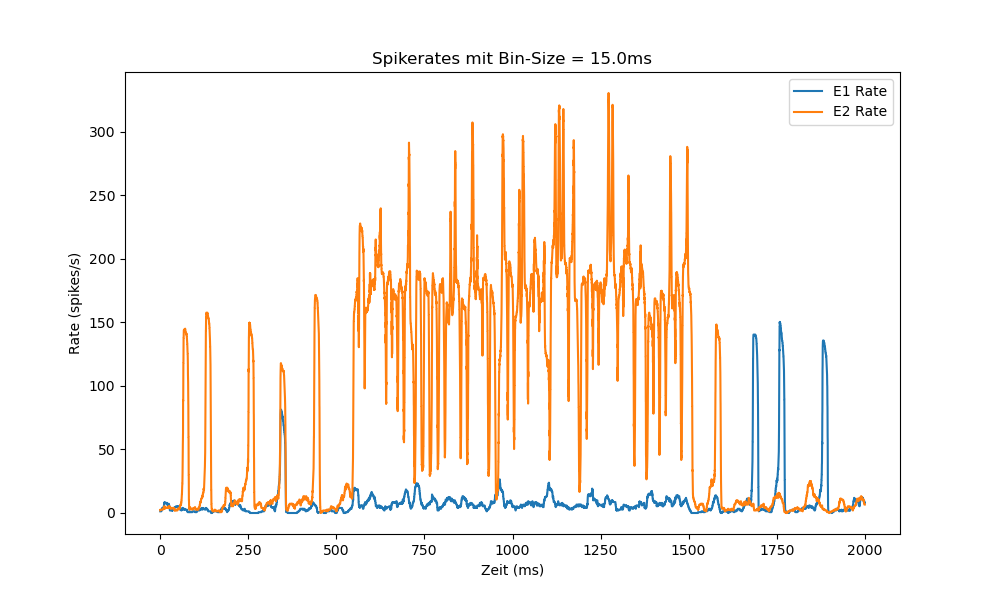 Spikerates mit Bin-Size = 15.0ms
E1 Rate
E2 Rate
Rate (spikes/s)
300
250
200
150
100
50
0
0 250 500 750 1000 1250 1500 1750 2000
Zeit (ms)